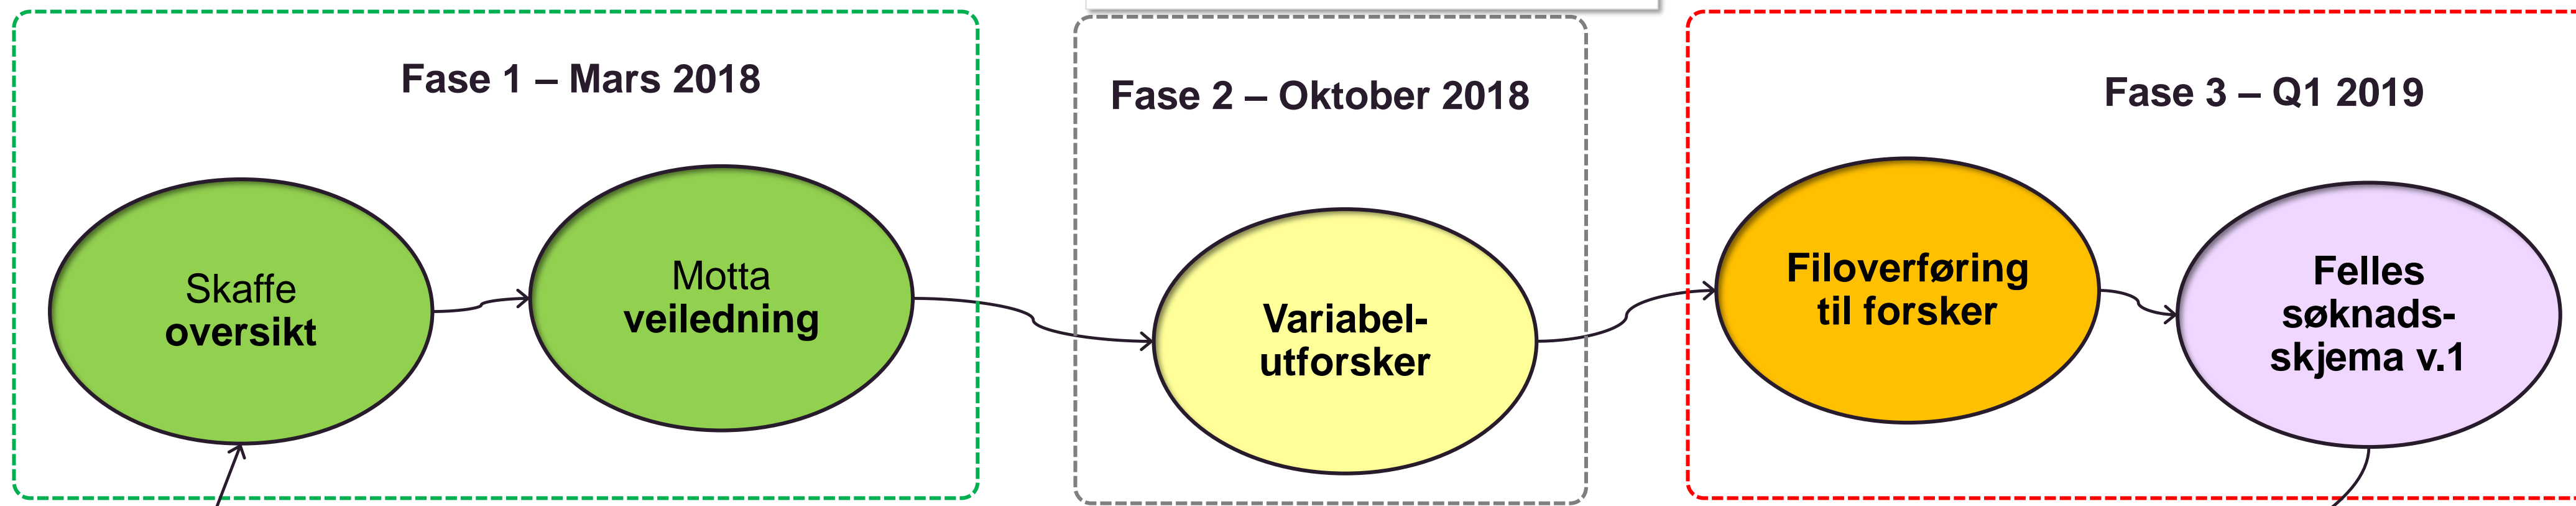 Fase 1 – Mars 2018
Skaffe
oversikt
Motta
veiledning
Fase 2 – Oktober 2018
Variabel-
utforsker
Fase 3 – Q1 2019
Filoverføring
til forsker
Felles
søknads-
skjema v.1